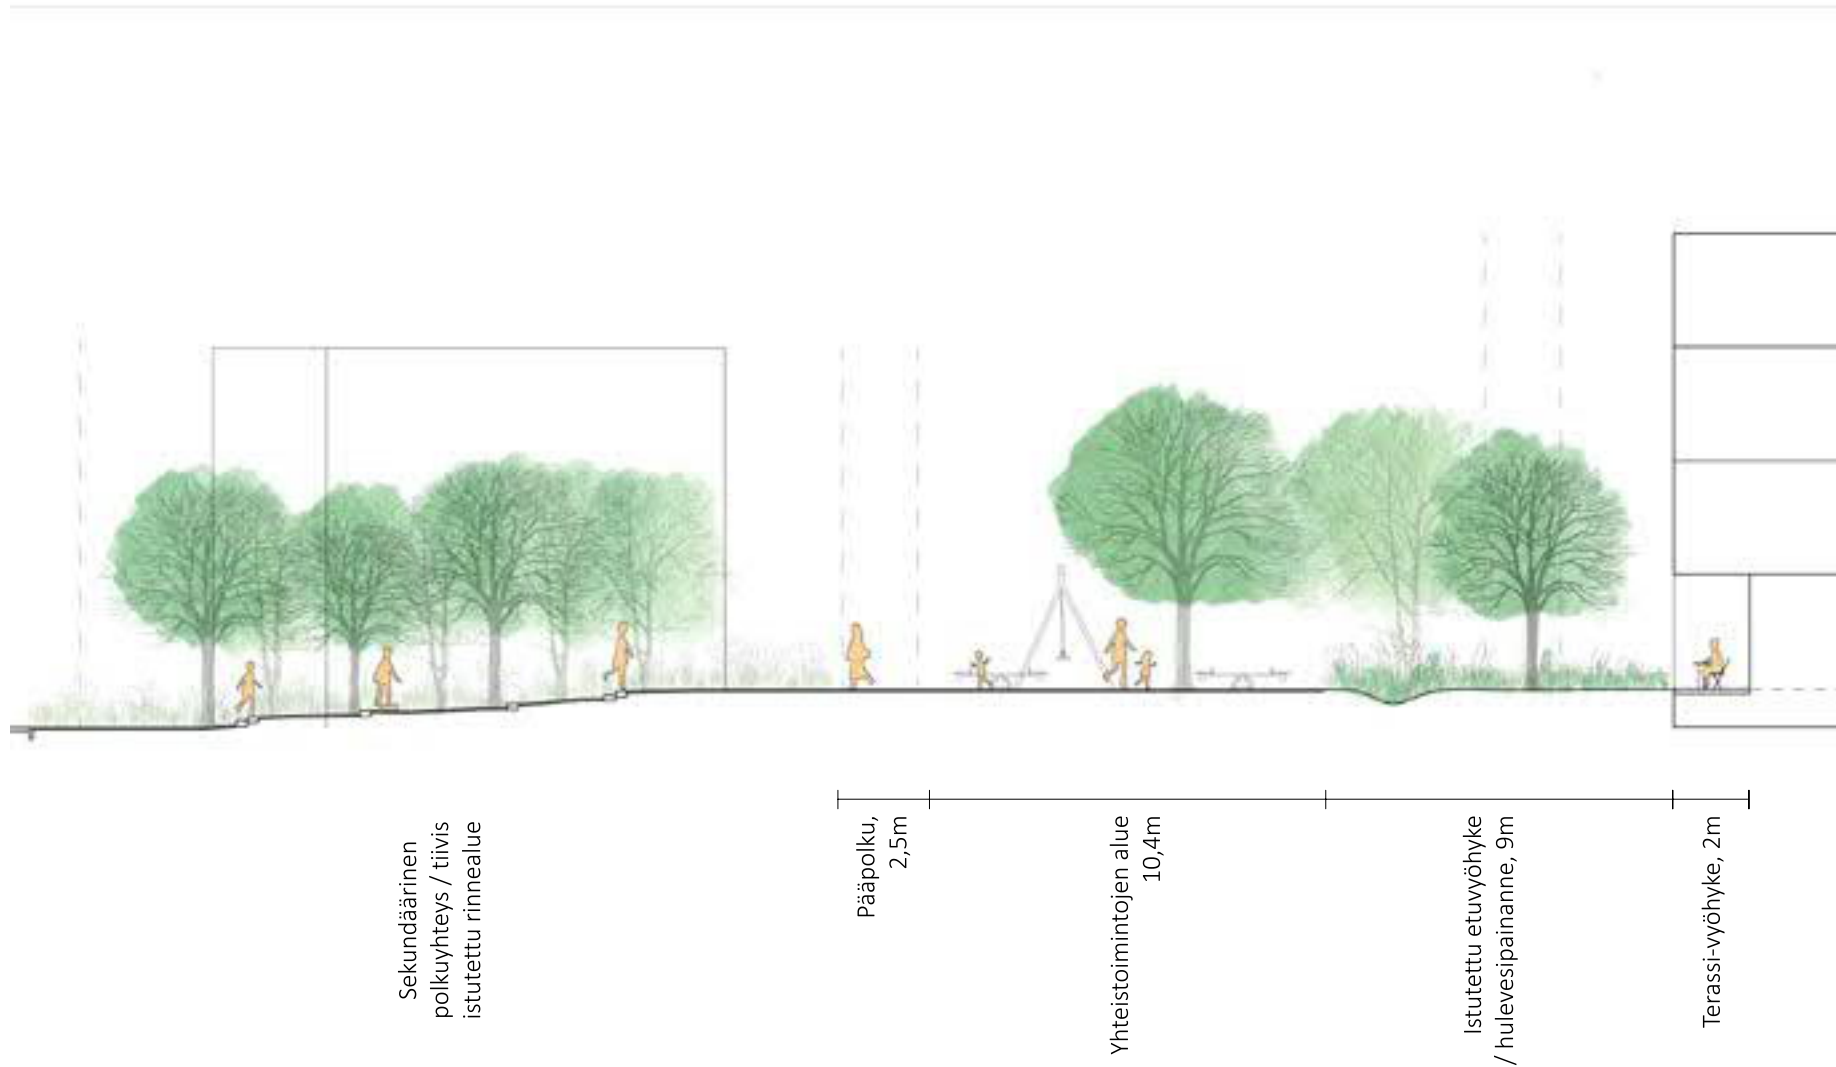 Sekundäärinen
polkuyhteys / tiivis
istutettu rinnealue
Pääpolku,
2,5m
Yhteistoimintojen alue
10,4m
Istutettu etuvyöhyke
/ hulevesipainanne, 9m
Terassi-vyöhyke, 2m